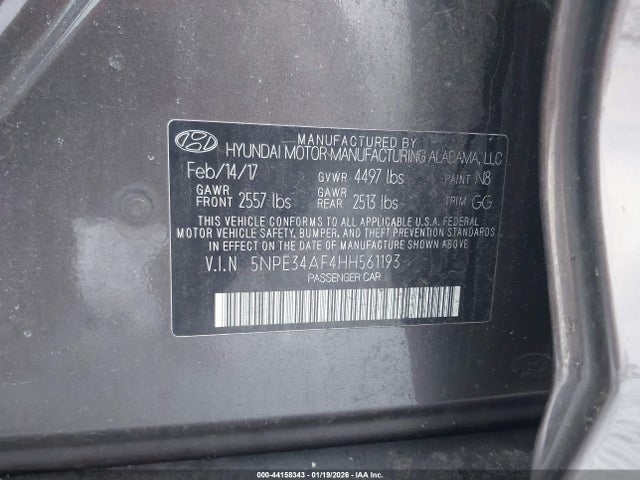 MANUFACTURED BY
HYUNDAI MOTOR MANUFACTURING ALABAMA, LLC
Feb/14/17 GVWR 4497 lbs PAINT N8
GAWR FRONT 2557 lbs GAWR REAR 2513 lbs TRIM GG
THIS VEHICLE CONFORMS TO ALL APPLICABLE U.S.A. FEDERAL
MOTOR VEHICLE SAFETY, BUMPER, AND THEFT PREVENTION STANDARDS
IN EFFECT ON THE DATE OF MANUFACTURE SHOWN ABOVE.
V.I.N 5NPE34AF4HH561193
PASSENGER CAR
000-44158343 - 01/19/2026 - IAA Inc.